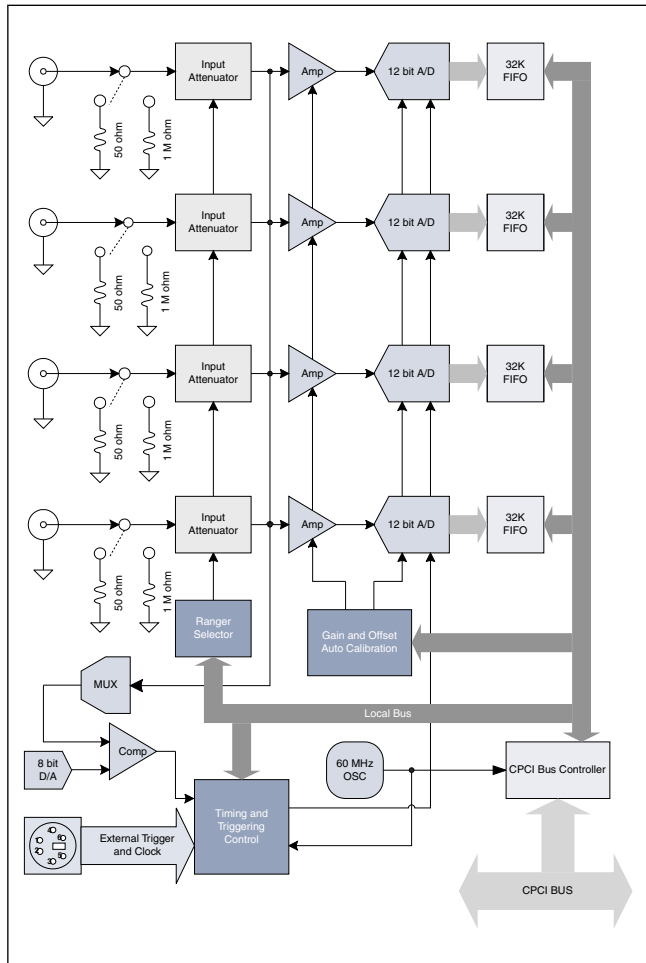 Input
Attenuator
Amp
12 bit A/D
32K
FIFO
50 ohm
1 M ohm
Input
Attenuator
Amp
12 bit A/D
32K
FIFO
50 ohm
1 M ohm
Input
Attenuator
Amp
12 bit A/D
32K
FIFO
50 ohm
1 M ohm
Input
Attenuator
Amp
12 bit A/D
32K
FIFO
50 ohm
1 M ohm
Ranger
Selector
Gain and Offset
Auto Calibration
MUX
Local Bus
Comp
8 bit
D/A
60 MHz
OSC
CPCI Bus Controller
Timing and
Triggering
Control
External Trigger
and Clock
CPCI BUS